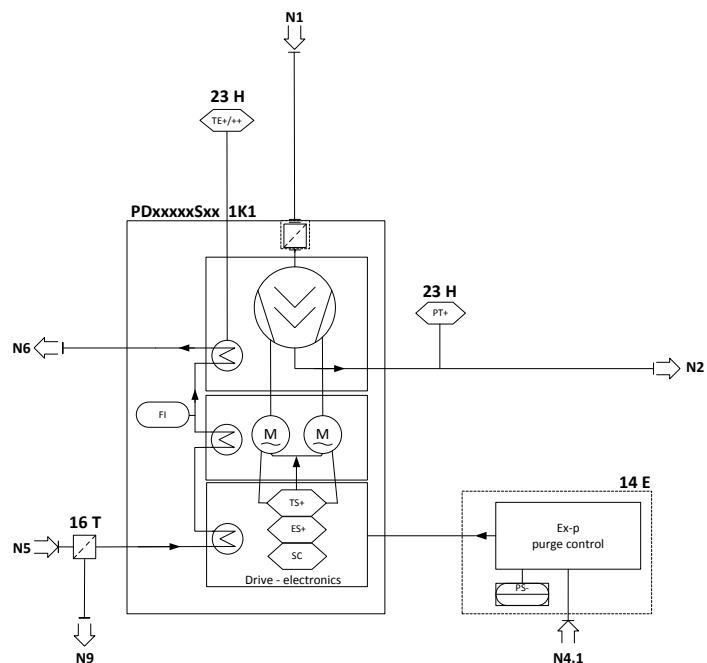 N1
23 H
TE+/++
PDxxxxxSxx 1K1
23 H
PT+
N6
N2
FI
M
M
14 E
TS+
16 T
Ex-p
purge control
ES+
N5
SC
Drive - electronics
PS-
N9
N4.1